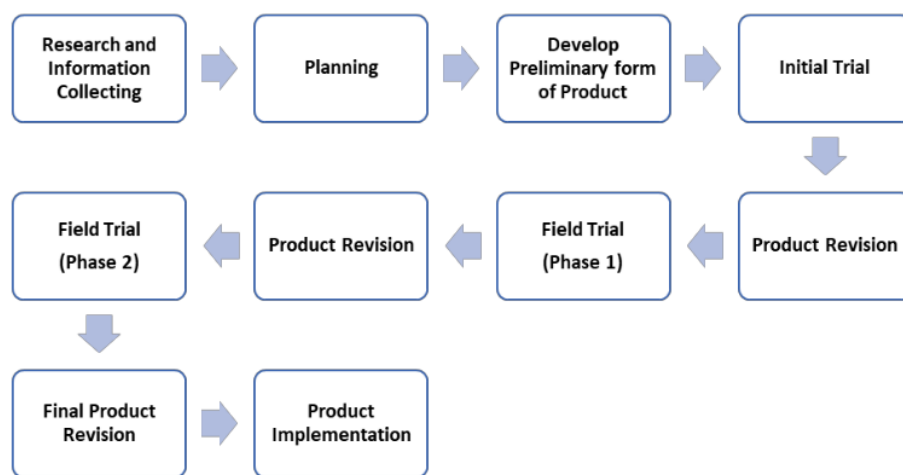 Research and
Information
Collecting
Planning
Develop
Preliminary form
of Product
Initial Trial
Product Revision
Field Trial
(Phase 1)
Product Revision
Field Trial
(Phase 2)
Final Product
Revision
Product
Implementation